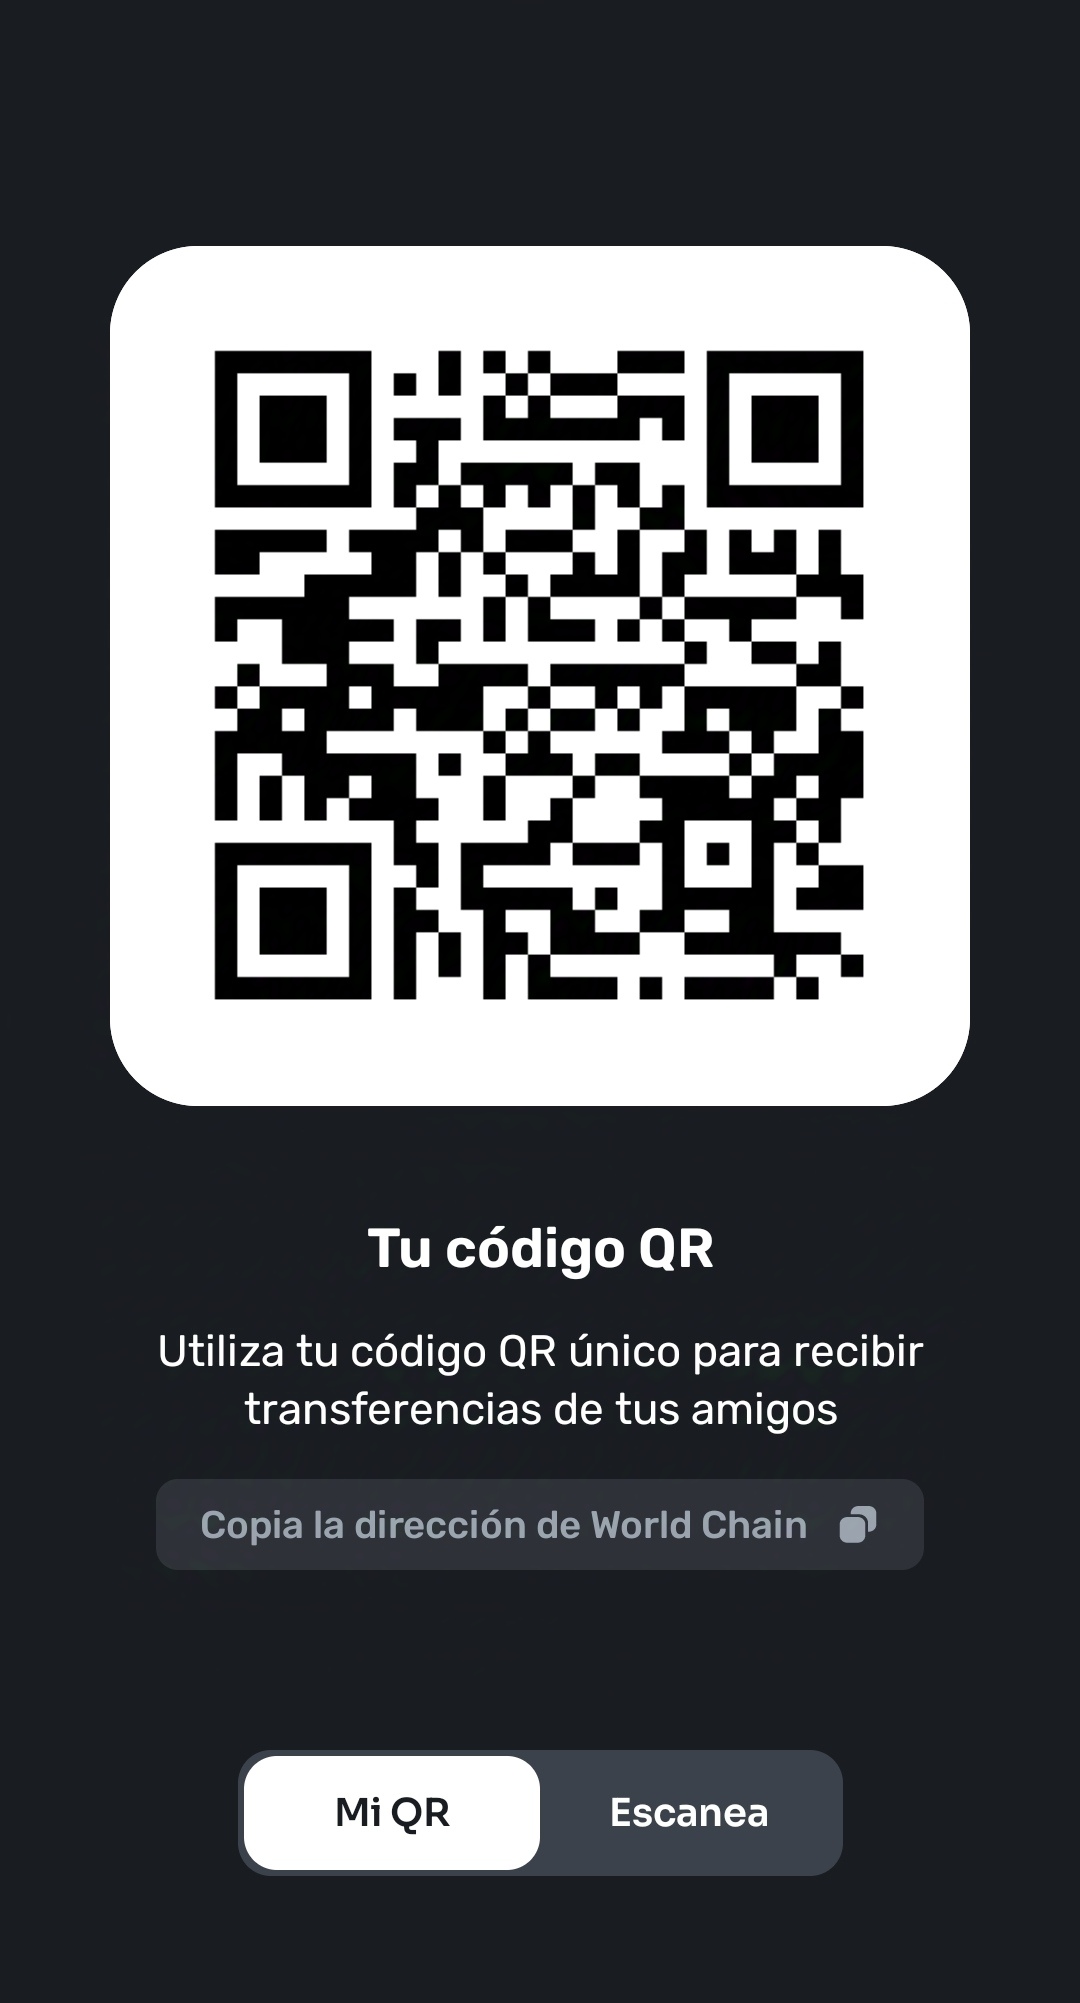 Tu código QR
Utiliza tu código QR único para recibir
transferencias de tus amigos
Copia la dirección de World Chain
Mi QR
Escanea